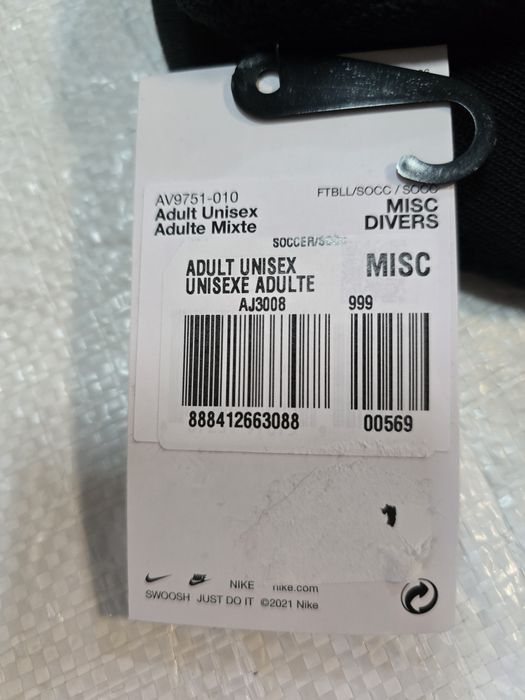 AV9751-010
Adult Unisex
Adulte Mixte
FTBLL/SOCC / SOCC
MISC
DIVERS
SOCCER/SOCC
ADULT UNISEX
UNISEXE ADULTE
MISC
AJ3008
999
888412663088
00569
NIKE nike.com
SWOOSH JUST DO IT ©2021 Nike